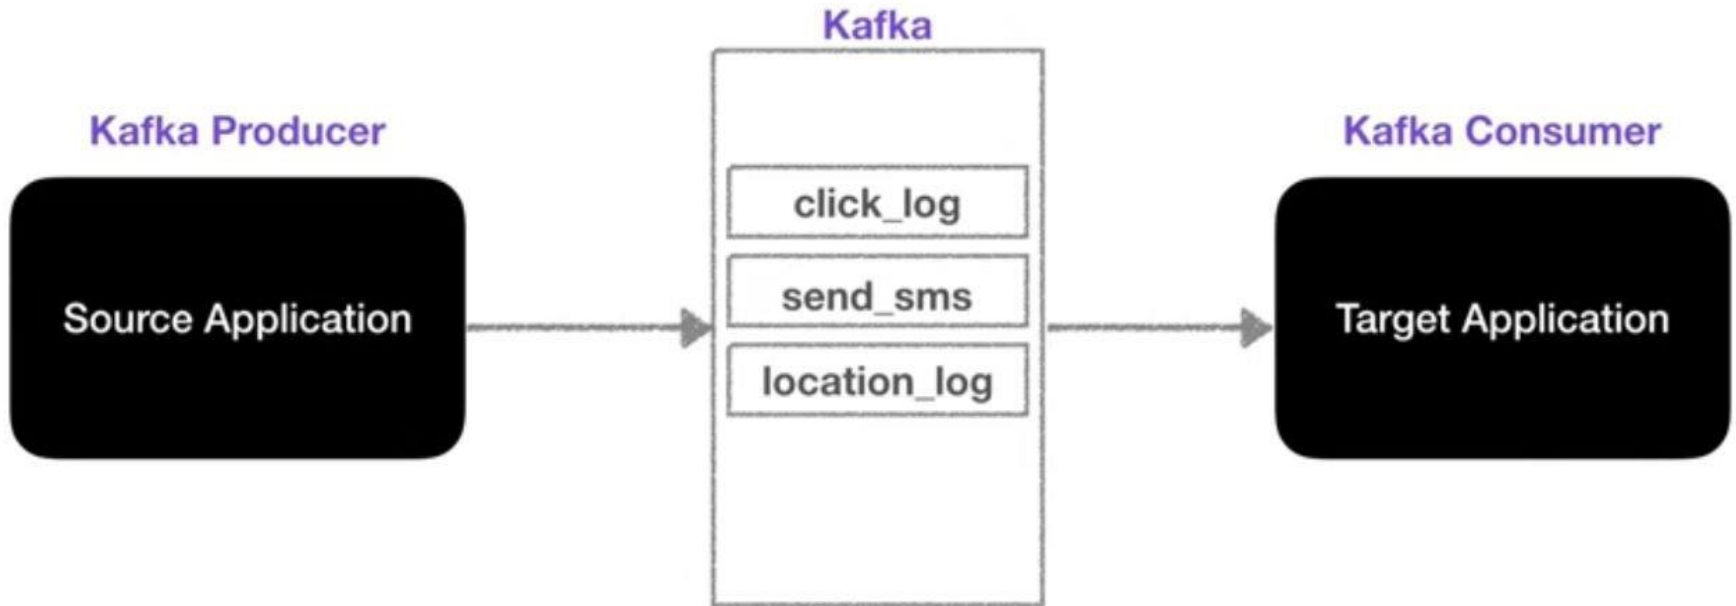 Kafka
Kafka Producer
Kafka Consumer
click_log
send_sms
Source Application
Target Application
location_log